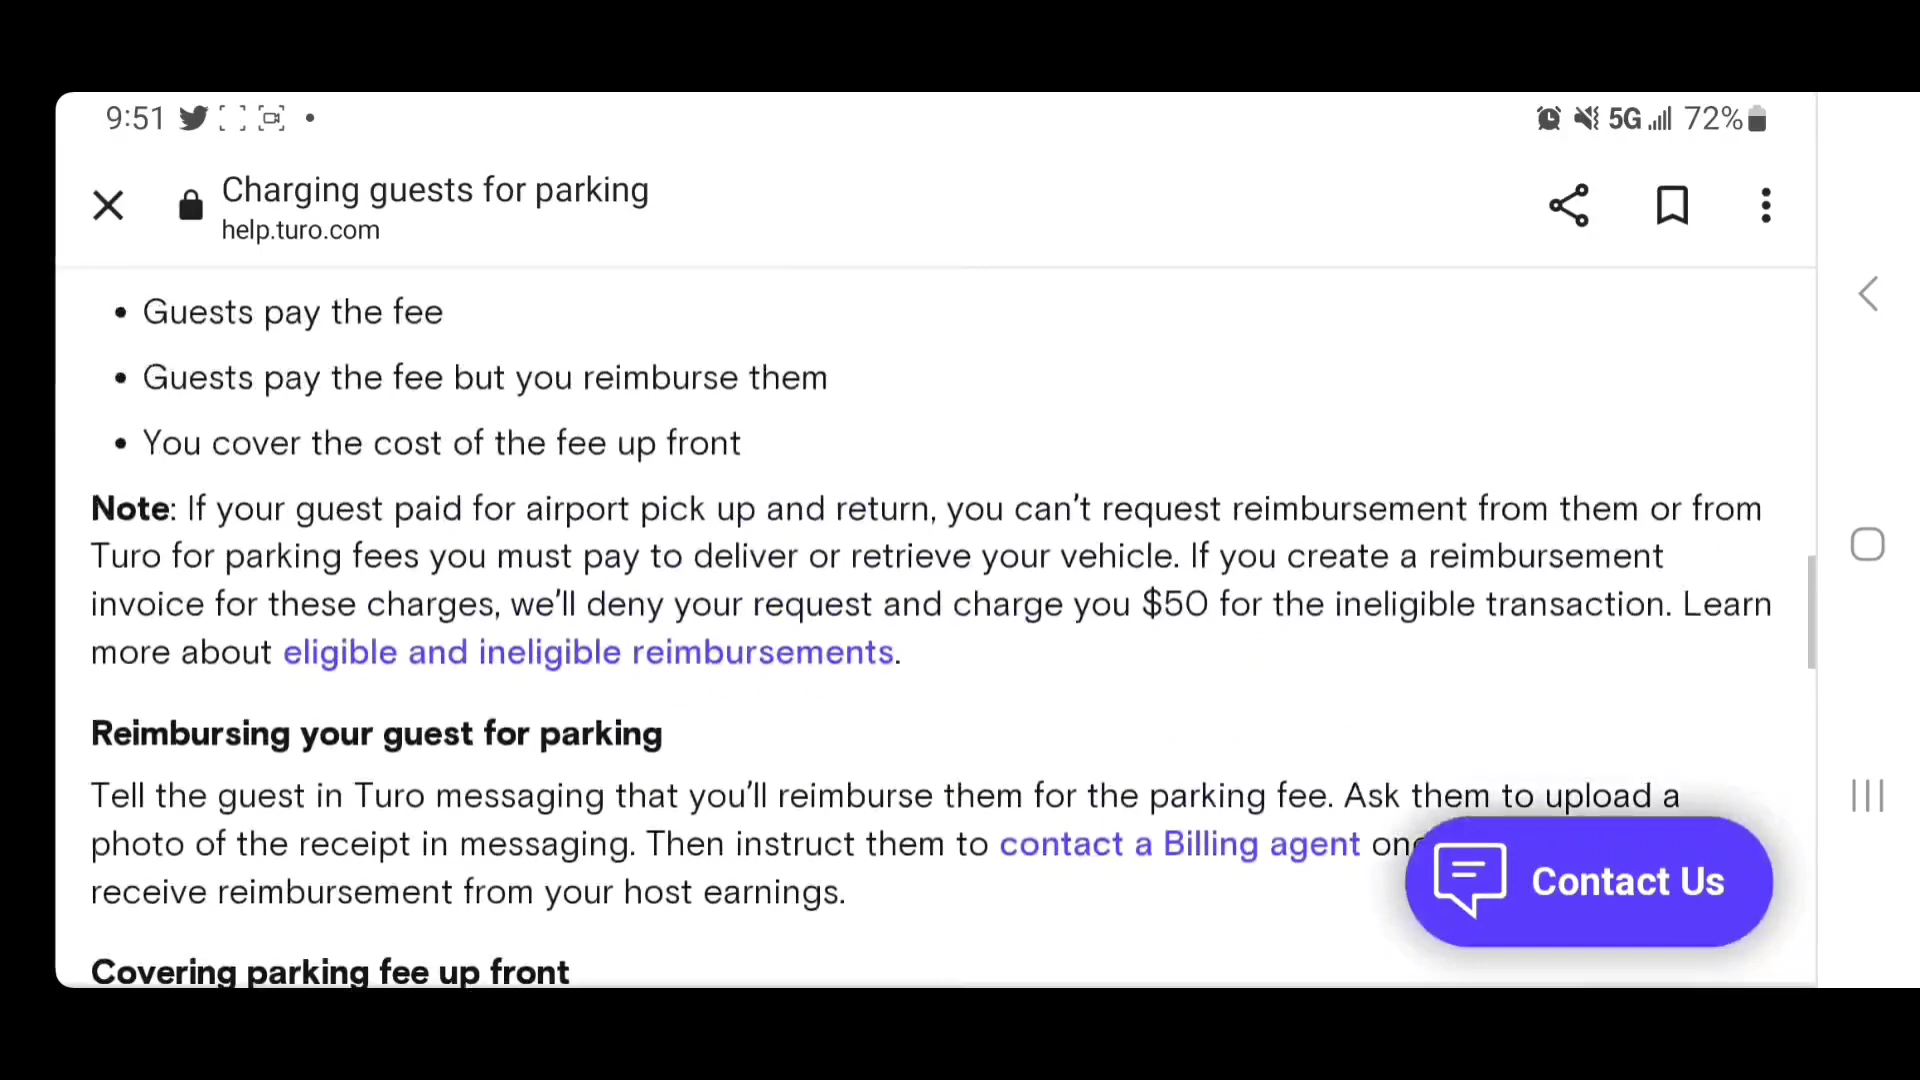 9:51
5G 72%
Charging guests for parking
help.turo.com
• Guests pay the fee
• Guests pay the fee but you reimburse them
• You cover the cost of the fee up front
Note: If your guest paid for airport pick up and return, you can't request reimbursement from them or from
Turo for parking fees you must pay to deliver or retrieve your vehicle. If you create a reimbursement
invoice for these charges, we'll deny your request and charge you $50 for the ineligible transaction. Learn
more about eligible and ineligible reimbursements.
Reimbursing your guest for parking
Tell the guest in Turo messaging that you'll reimburse them for the parking fee. Ask them to upload a
photo of the receipt in messaging. Then instruct them to contact a Billing agent
receive reimbursement from your host earnings.
Contact Us
Covering parking fee up front